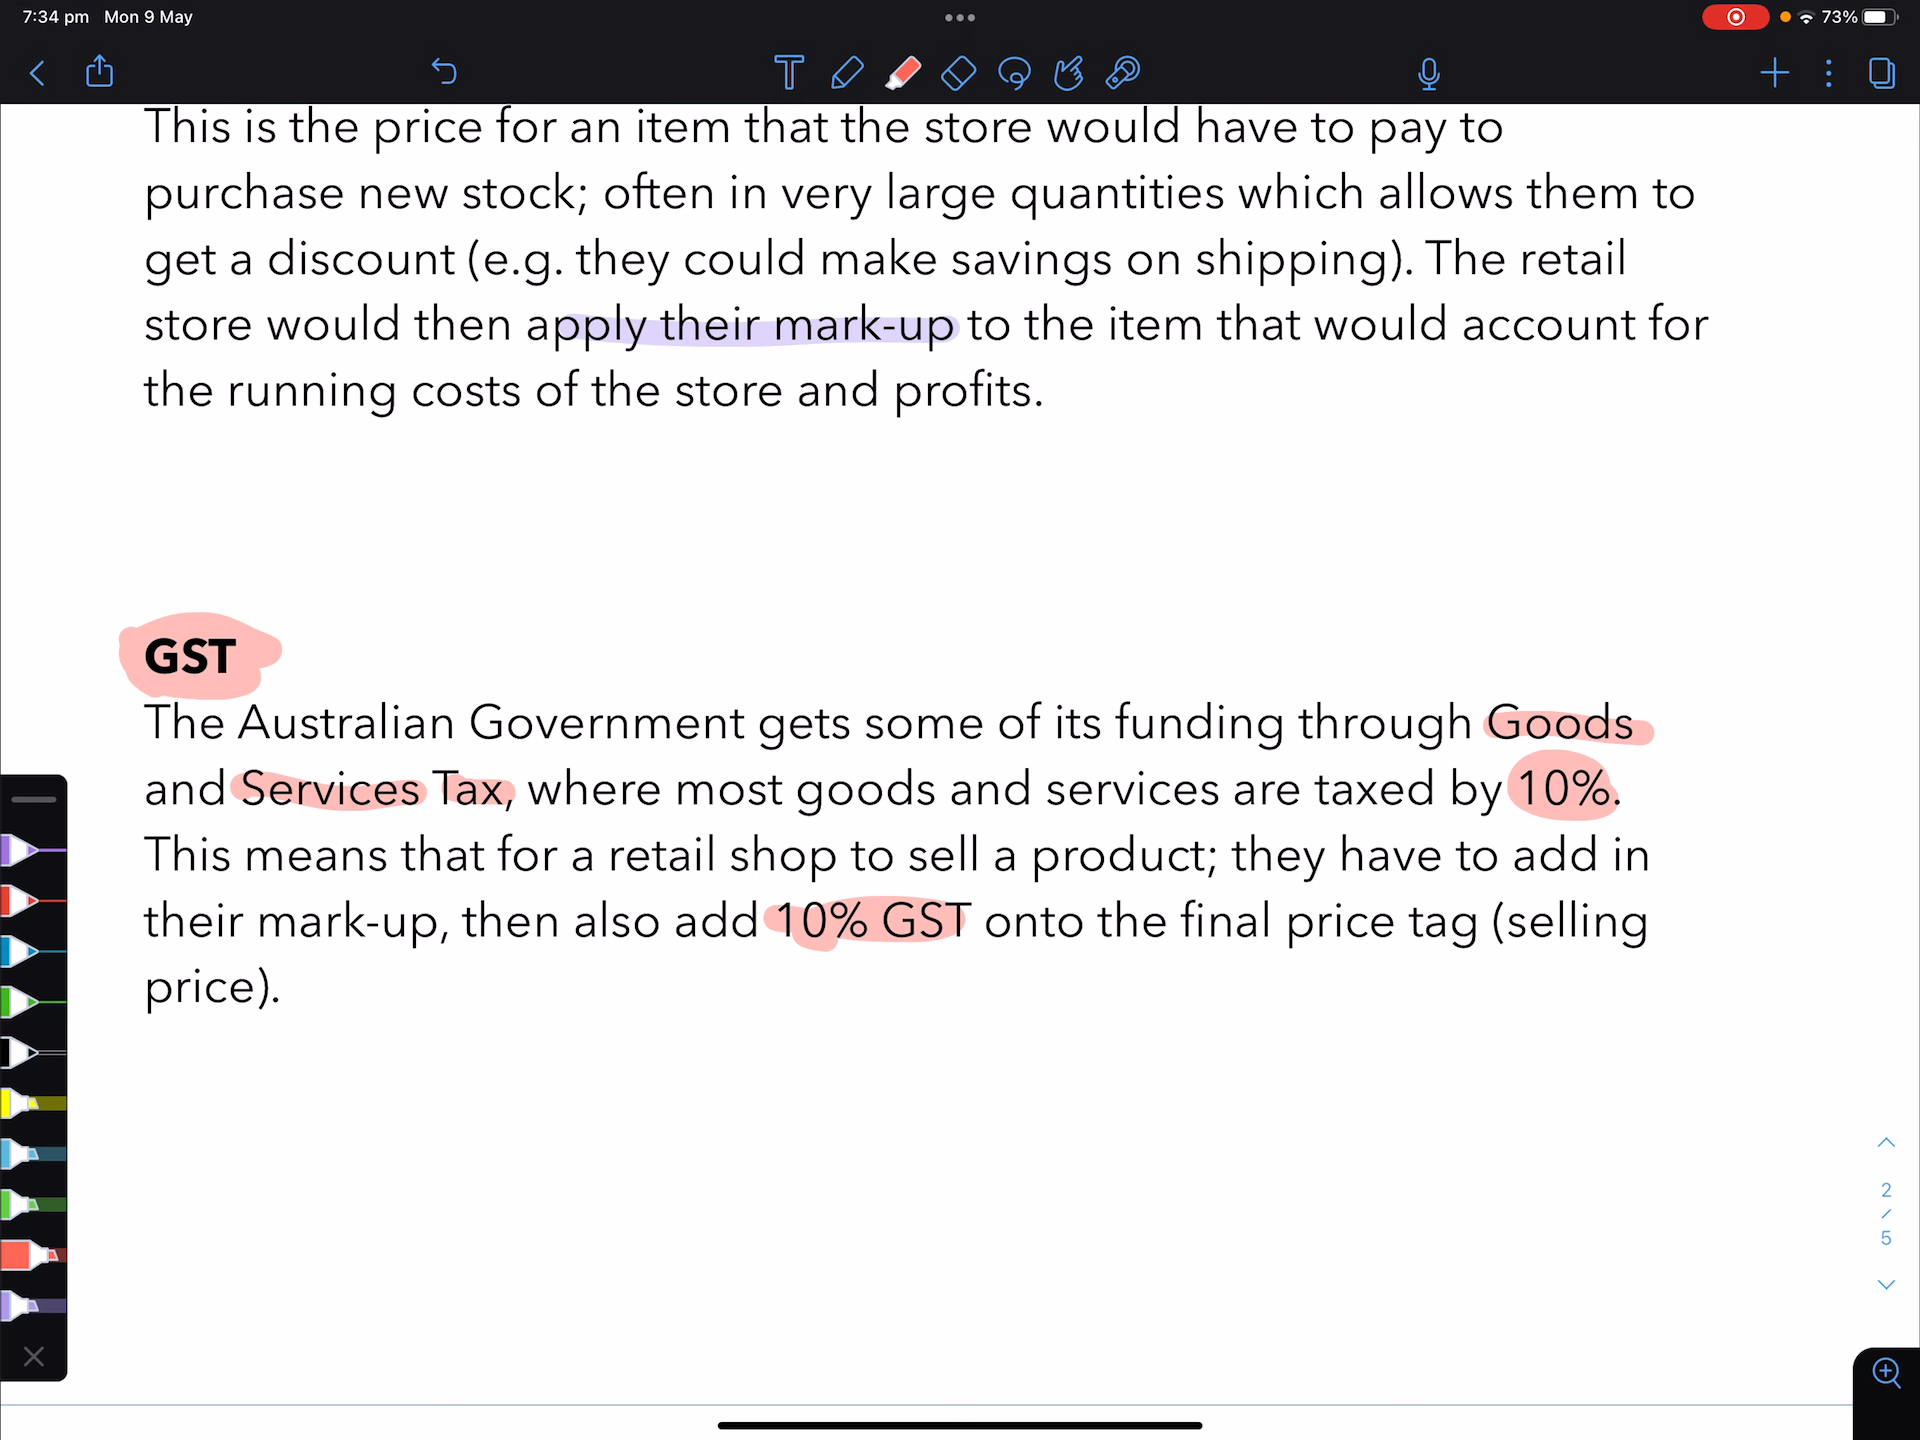 7:34 pm Mon 9 May
73%
This is the price for an item that the store would have to pay to
purchase new stock; often in very large quantities which allows them to
get a discount (e.g. they could make savings on shipping). The retail
store would then apply their mark-up to the item that would account for
the running costs of the store and profits.
GST
The Australian Government gets some of its funding through Goods
and Services Tax, where most goods and services are taxed by 10%.
This means that for a retail shop to sell a product; they have to add in
their mark-up, then also add 10% GST onto the final price tag (selling
price).
2
/
5